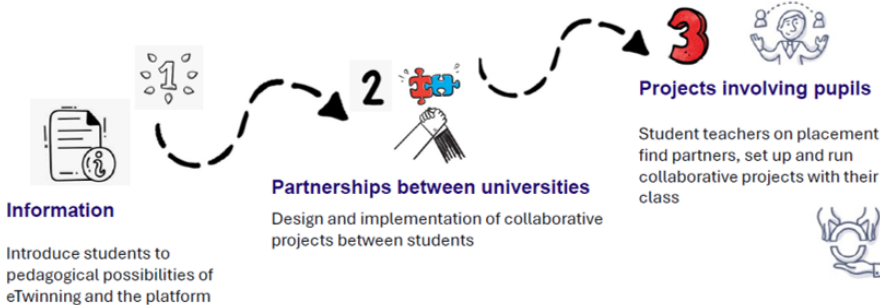 1
Information
Introduce students to
pedagogical possibilities of
eTwinning and the platform
2
Partnerships between universities
Design and implementation of collaborative
projects between students
3
Projects involving pupils
Student teachers on placement
find partners, set up and run
collaborative projects with their
class